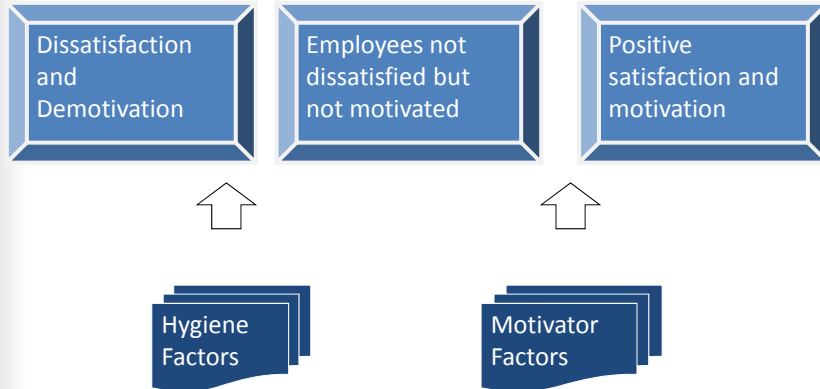 Dissatisfaction
and
Demotivation
Employees not
dissatisfied but
not motivated
Positive
satisfaction and
motivation
Hygiene
Factors
Motivator
Factors